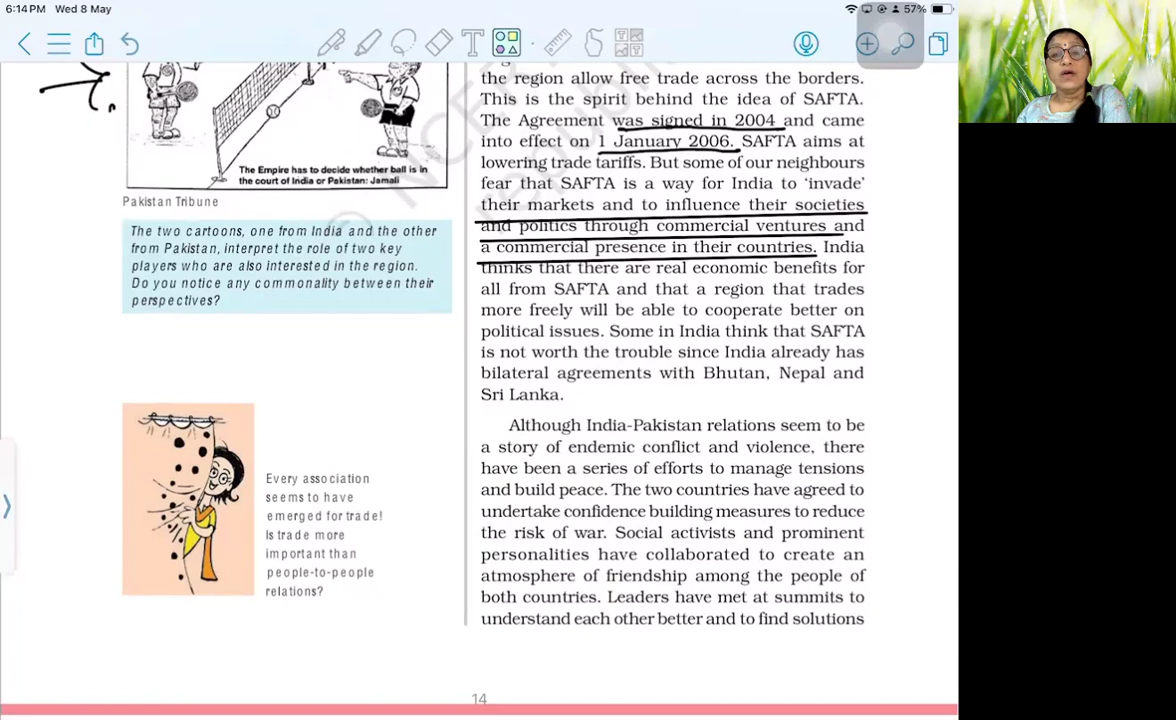 6:14 PM Wed 8 May
57%
The Empire has to decide whether ball is in
the court of India or Pakistan: Jamali
Pakistan Tribune
The two cartoons, one from India and the other
from Pakistan, interpret the role of two key
players who are also interested in the region.
Do you notice any commonality between their
perspectives?
Every association
seems to have
emerged for trade!
Is trade more
important than
people-to-people
relations?
the region allow free trade across the borders.
This is the spirit behind the idea of SAFTA.
The Agreement was signed in 2004 and came
into effect on 1 January 2006. SAFTA aims at
lowering trade tariffs. But some of our neighbours
fear that SAFTA is a way for India to ‘invade’
their markets and to influence their societies
and politics through commercial ventures and
a commercial presence in their countries. India
thinks that there are real economic benefits for
all from SAFTA and that a region that trades
more freely will be able to cooperate better on
political issues. Some in India think that SAFTA
is not worth the trouble since India already has
bilateral agreements with Bhutan, Nepal and
Sri Lanka.
Although India-Pakistan relations seem to be
a story of endemic conflict and violence, there
have been a series of efforts to manage tensions
and build peace. The two countries have agreed to
undertake confidence building measures to reduce
the risk of war. Social activists and prominent
personalities have collaborated to create an
atmosphere of friendship among the people of
both countries. Leaders have met at summits to
understand each other better and to find solutions
14
© NCERT